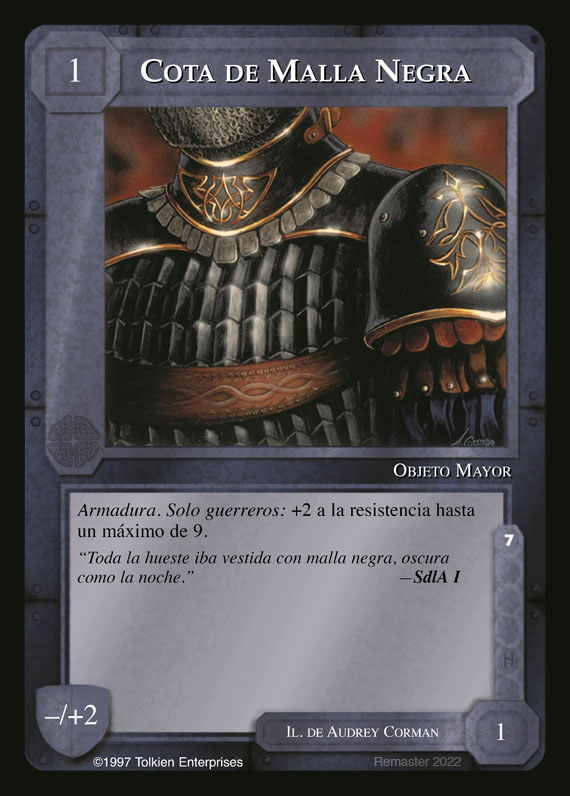 1
COTA DE MALLA NEGRA
OBJETO MAYOR
Armadura. Solo guerreros: +2 a la resistencia hasta
un máximo de 9.
“Toda la hueste iba vestida con malla negra, oscura
como la noche.” –SdlA I
7
H
–/+2
IL. DE AUDREY CORMAN
1
©1997 Tolkien Enterprises
Remaster 2022